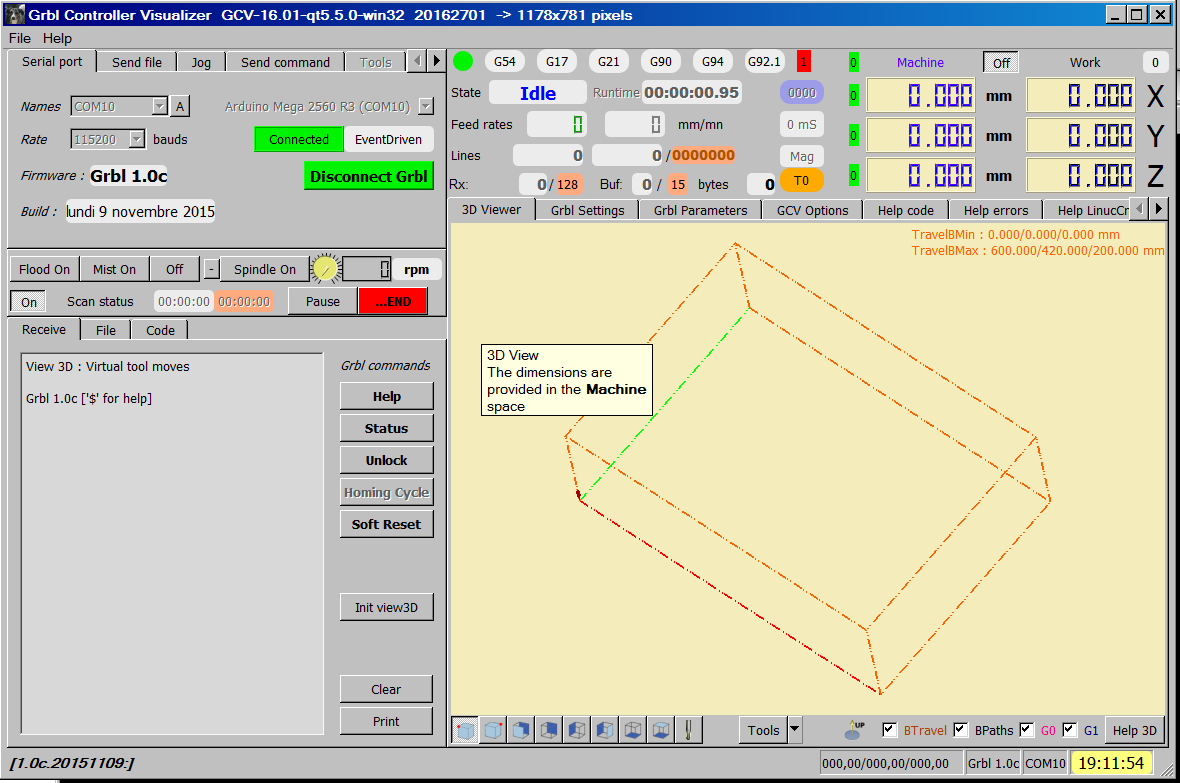 Grbl Controller Visualizer GCV-16.01-qt5.5.0-win32 20162701 -> 1178x781 pixels
File Help
Serial port Send file Jog Send command Tools
Names COM10 A Arduino Mega 2560 R3 (COM10)
Rate 115200 bauds Connected EventDriven
Firmware : Grbl 1.0c Disconnect Grbl
Build : lundi 9 novembre 2015
Flood On Mist On Off - Spindle On 0 rpm
On Scan status 00:00:00 00:00:00 Pause ...END
Receive File Code
View 3D : Virtual tool moves
Grbl 1.0c ['$' for help]
Grbl commands
Help
Status
Unlock
Homing Cycle
Soft Reset
Init view3D
Clear
Print
G54 G17 G21 G90 G94 G92.1 1 0 Machine Off Work 0
State Idle Runtime 00:00:00.95 0000 0 0.000 mm 0.000 X
Feed rates 0 0 mm/mn 0 mS 0 0.000 mm 0.000 Y
Lines 0 0 /0000000 Mag
Rx: 0 / 128 Buf: 0 / 15 bytes 0 T0 0 0.000 mm 0.000 Z
3D Viewer Grbl Settings Grbl Parameters GCV Options Help code Help errors Help LinucCr
TravelBMin : 0.000/0.000/0.000 mm
TravelBMax : 600.000/420.000/200.000 mm
3D View
The dimensions are
provided in the Machine
space
Tools UP BTravel BPaths G0 G1 Help 3D
[1.0c.20151109:] 000,00/000,00/000,00 Grbl 1.0c COM10 19:11:54